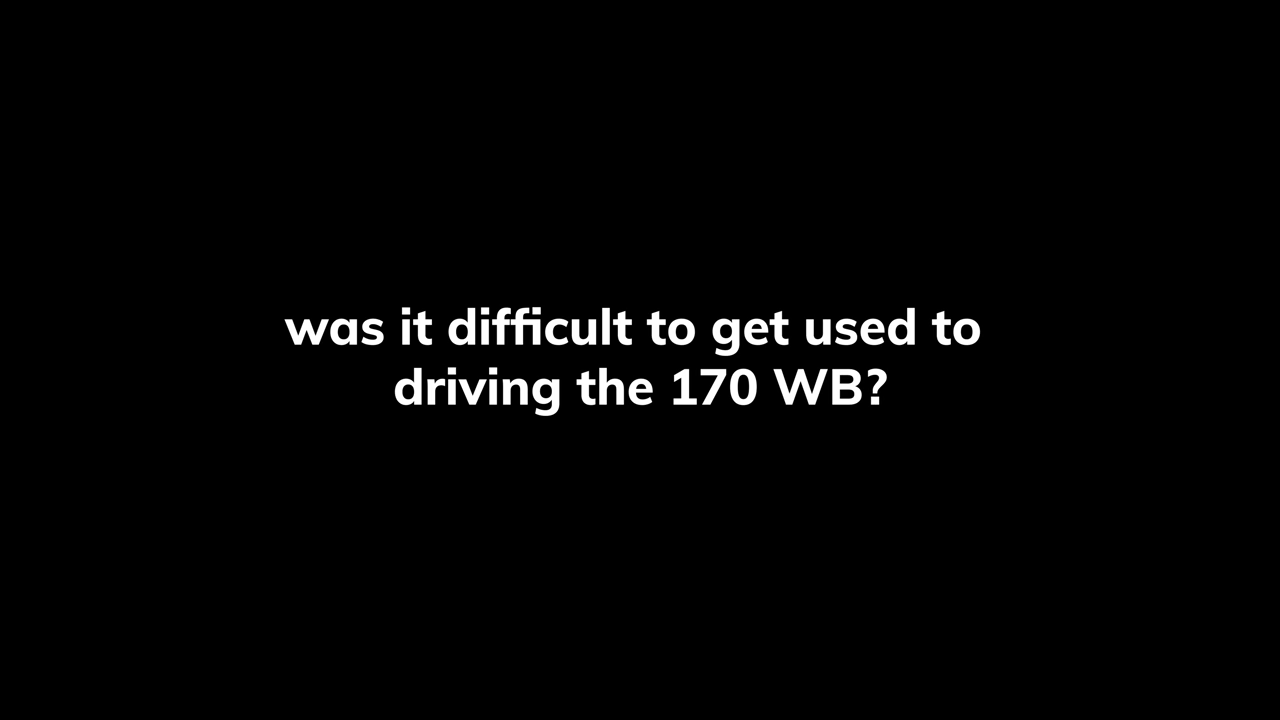 was it difficult to get used to
driving the 170 WB?